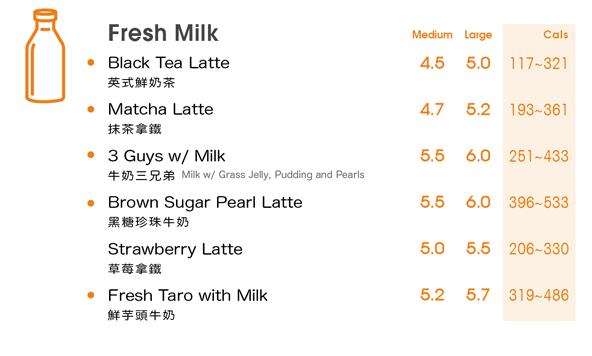 Fresh Milk Medium Large Cals
Black Tea Latte 4.5 5.0 117~321
英式鮮奶茶
Matcha Latte 4.7 5.2 193~361
抹茶拿鐵
3 Guys w/ Milk 5.5 6.0 251~433
牛奶三兄弟 Milk w/ Grass Jelly, Pudding and Pearls
Brown Sugar Pearl Latte 5.5 6.0 396~533
黑糖珍珠牛奶
Strawberry Latte 5.0 5.5 206~330
草莓拿鐵
Fresh Taro with Milk 5.2 5.7 319~486
鮮芋頭牛奶